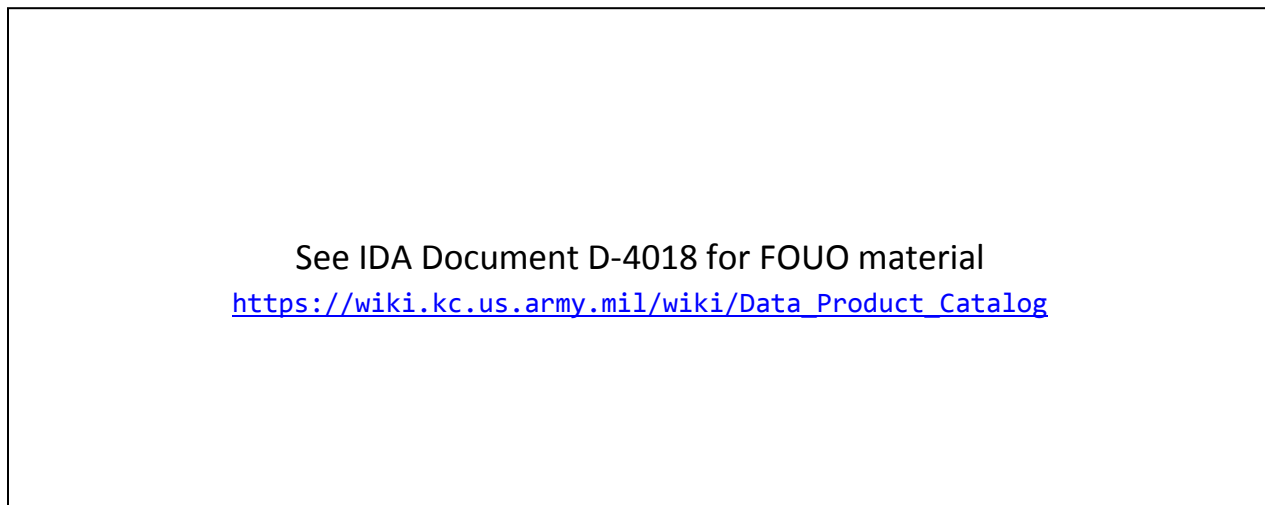 See IDA Document D-4018 for FOUO material
https://wiki.kc.us.army.mil/wiki/Data_Product_Catalog